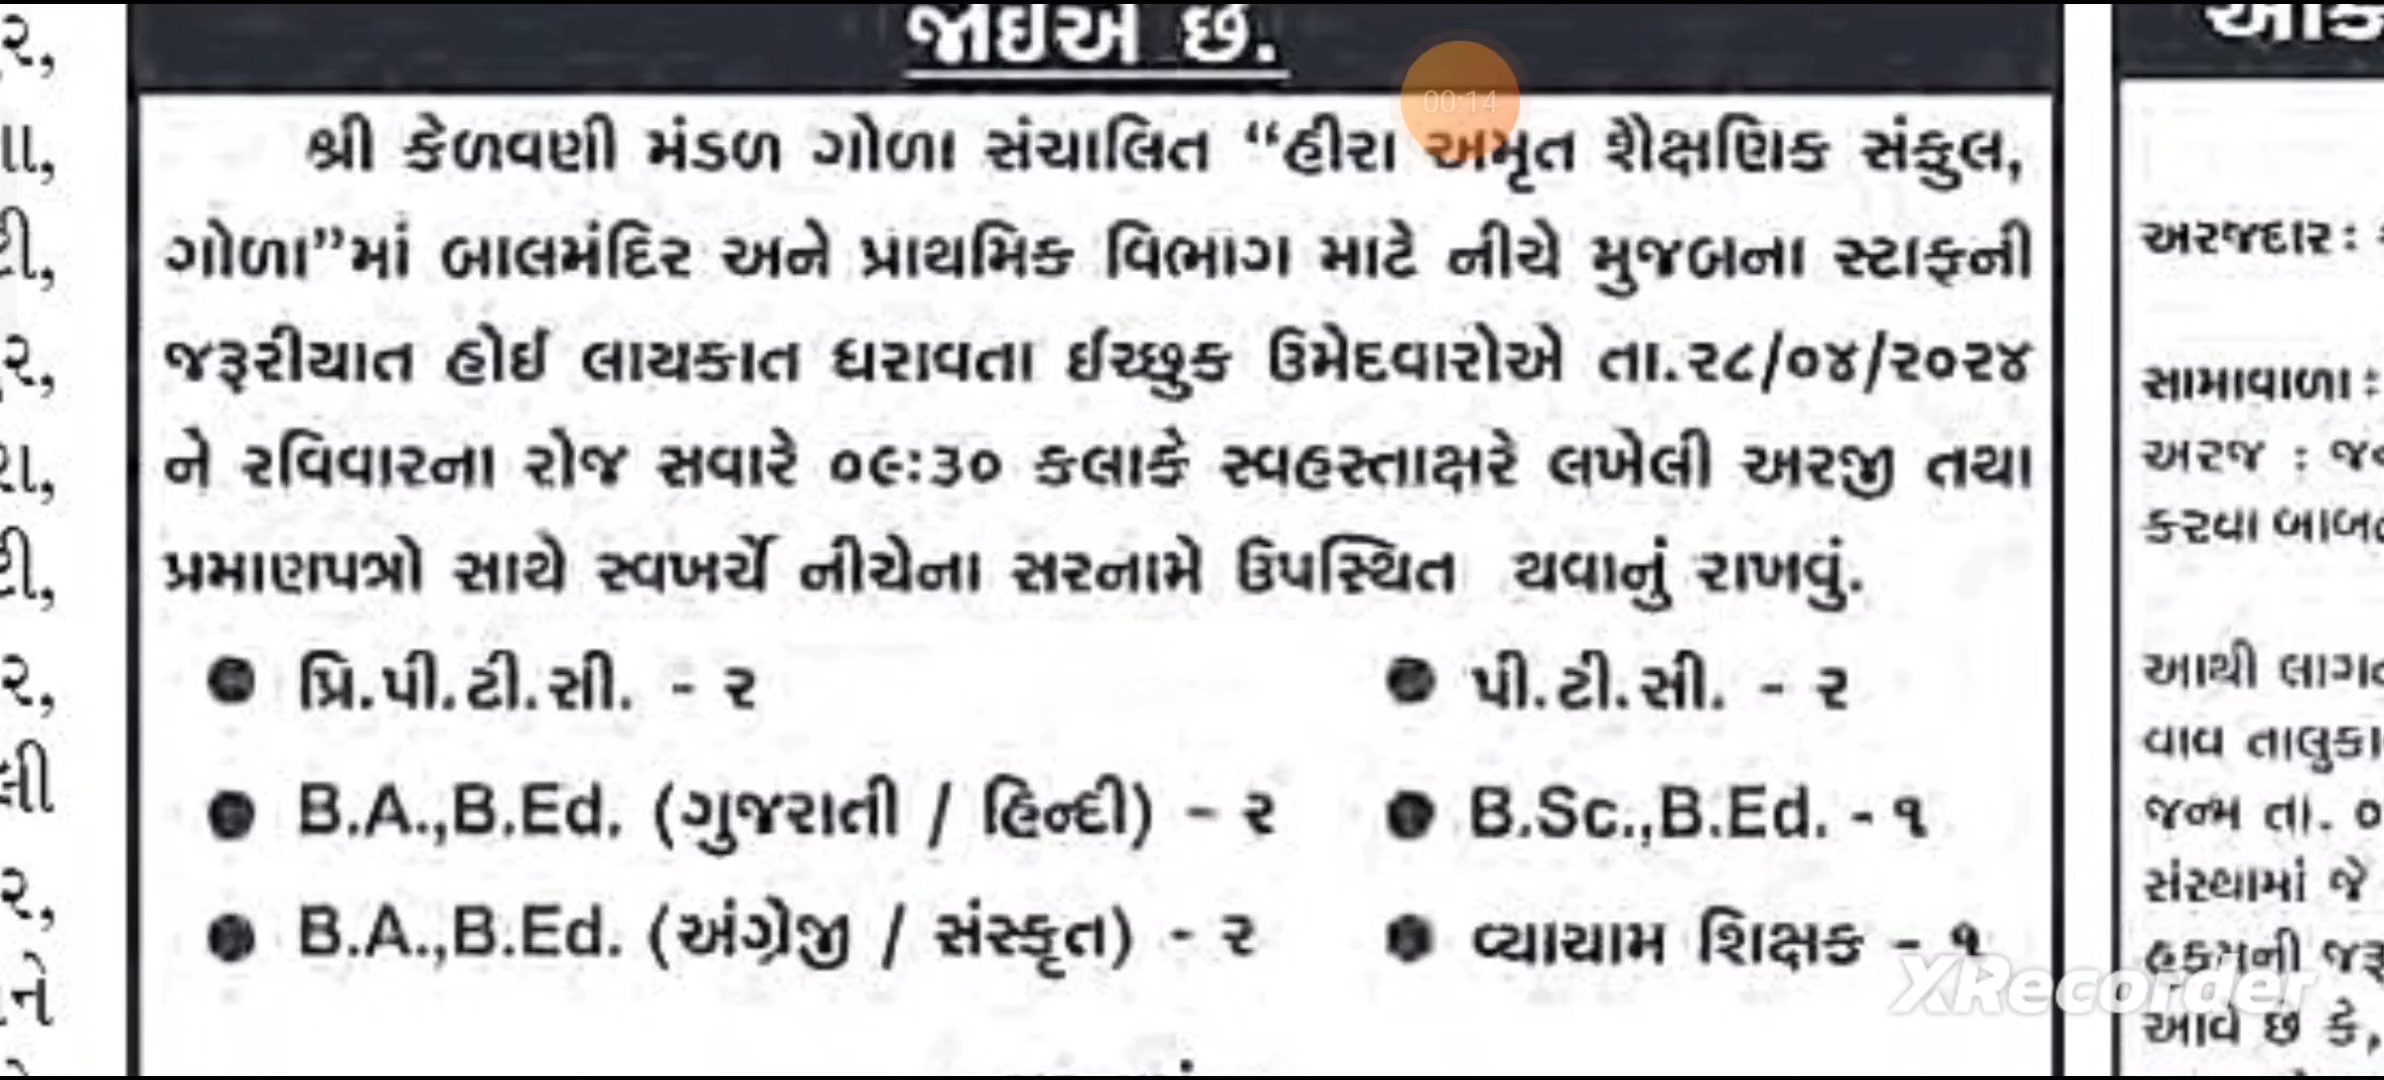 જોઈએ છે.
શ્રી કેળવણી મંડળ ગોળા સંચાલિત “હીરા અમૃત શૈક્ષણિક સંકુલ,
ગોળા”માં બાલમંદિર અને પ્રાથમિક વિભાગ માટે નીચે મુજબના સ્ટાફની
જરૂરીયાત હોઈ લાયકાત ધરાવતા ઈચ્છુક ઉમેદવારોએ તા.૨૮/૦૪/૨૦૨૪
ને રવિવારના રોજ સવારે ૦૯:૩૦ કલાકે સ્વહસ્તાક્ષરે લખેલી અરજી તથા
પ્રમાણપત્રો સાથે સ્વખર્ચે નીચેના સરનામે ઉપસ્થિત થવાનું રાખવું.
● પ્રિ.પી.ટી.સી. - ૨ ● પી.ટી.સી. - ૨
● B.A.,B.Ed. (ગુજરાતી / હિન્દી) - ૨ ● B.Sc.,B.Ed. - ૧
● B.A.,B.Ed. (અંગ્રેજી / સંસ્કૃત) - ૨ ● વ્યાયામ શિક્ષક - ૧
00:14
અરજદાર :
સામાવાળા :
અરજ :
કરવા
આથી
વાવ
જન્મ તા.
સંસ્થામાં જે
આવે છે કે,
XRecorder